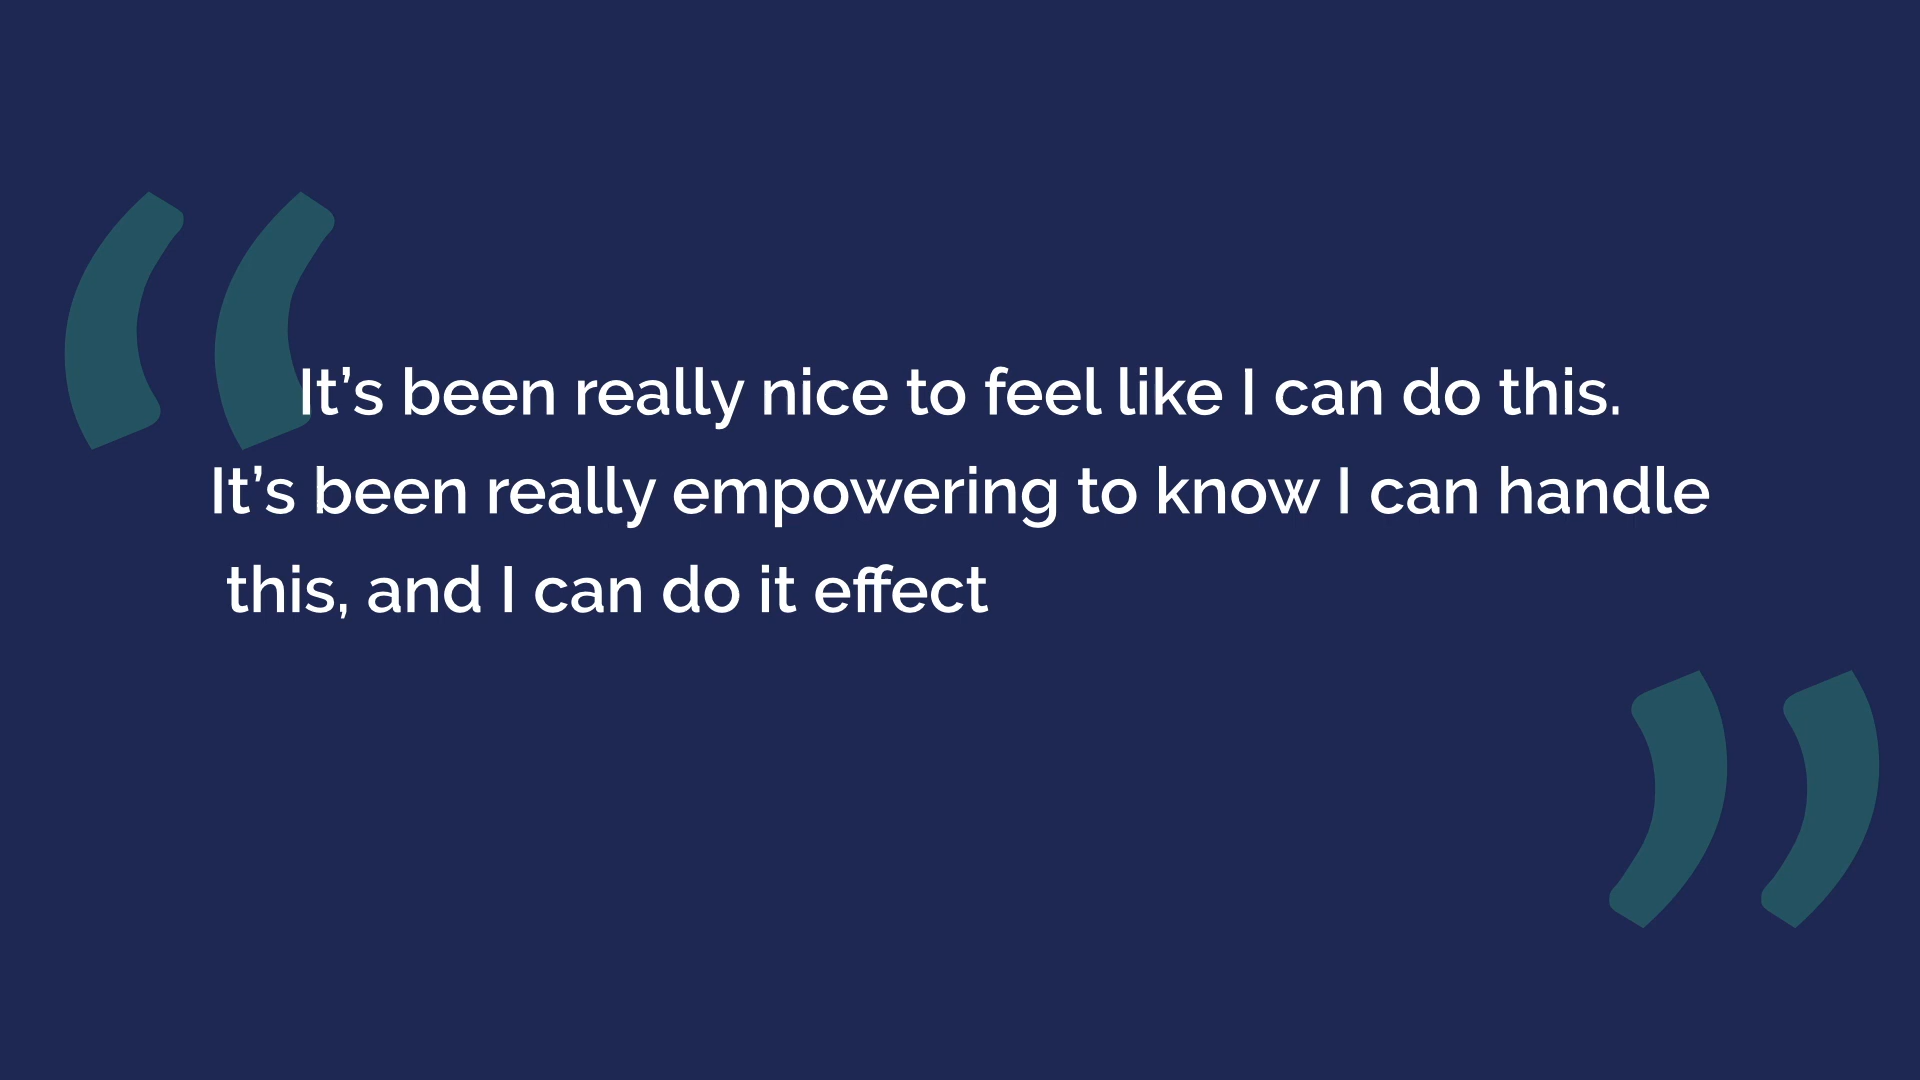 It’s been really nice to feel like I can do this.
It’s been really empowering to know I can handle
this, and I can do it effect